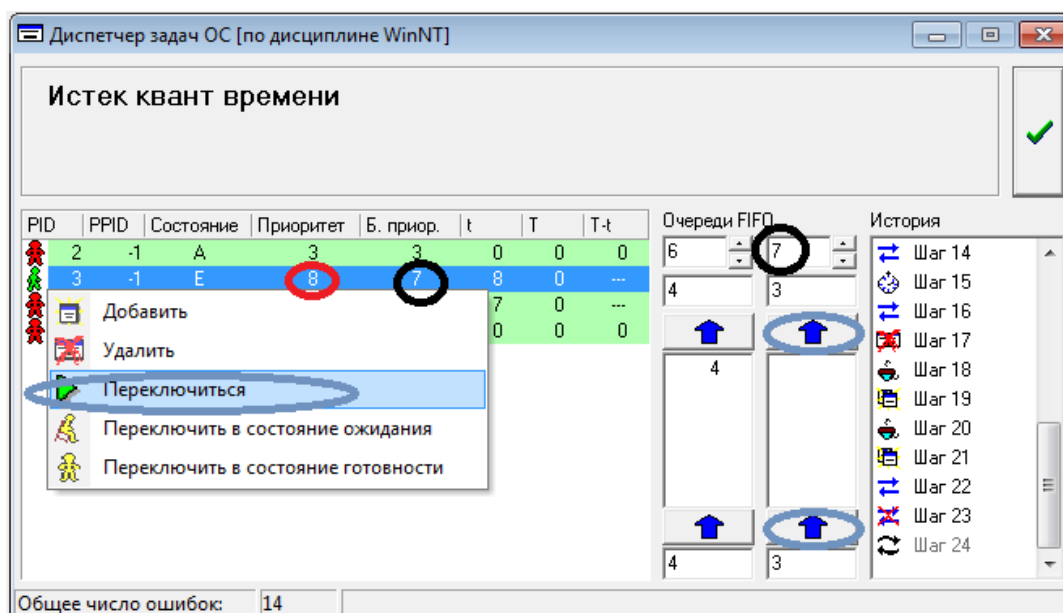 Диспетчер задач ОС [по дисциплине WinNT]
Истек квант времени
PID PPID Состояние Приоритет Б. приор. t T T-t
2 -1 А 3 3 0 0 0
3 -1 Е 8 7 8 0 ---
7 0 ---
0 0 0
Добавить
Удалить
Переключиться
Переключить в состояние ожидания
Переключить в состояние готовности
Очереди FIFO
6 7
4 3
4
4 3
История
Шаг 14
Шаг 15
Шаг 16
Шаг 17
Шаг 18
Шаг 19
Шаг 20
Шаг 21
Шаг 22
Шаг 23
Шаг 24
Общее число ошибок: 14